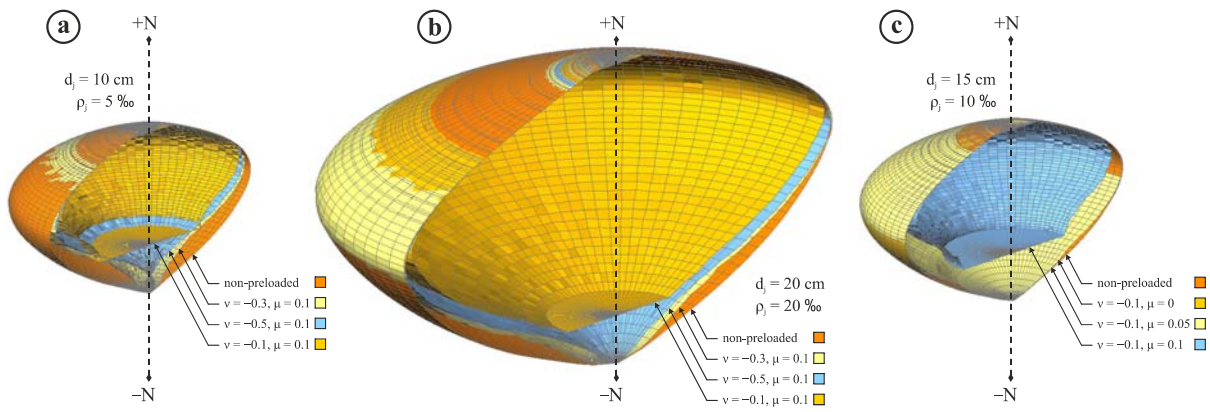 a
+N
d_j = 10 cm
ρ_j = 5 ‰
non-preloaded
ν = −0.3, μ = 0.1
ν = −0.5, μ = 0.1
ν = −0.1, μ = 0.1
−N
b
+N
d_j = 20 cm
ρ_j = 20 ‰
non-preloaded
ν = −0.3, μ = 0.1
ν = −0.5, μ = 0.1
ν = −0.1, μ = 0.1
−N
c
+N
d_j = 15 cm
ρ_j = 10 ‰
non-preloaded
ν = −0.1, μ = 0
ν = −0.1, μ = 0.05
ν = −0.1, μ = 0.1
−N